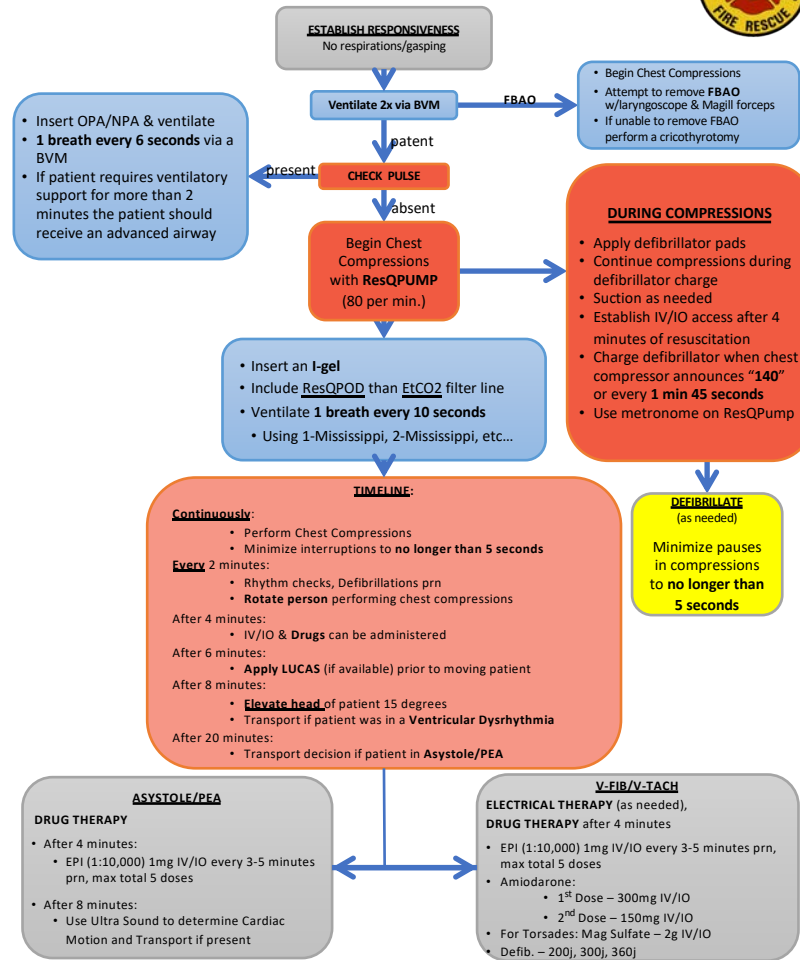 FIRE RESCUE
ESTABLISH RESPONSIVENESS
No respirations/gasping
Ventilate 2x via BVM
FBAO
• Begin Chest Compressions
• Attempt to remove FBAO
w/laryngoscope & Magill forceps
• If unable to remove FBAO
perform a cricothyrotomy
• Insert OPA/NPA & ventilate
• 1 breath every 6 seconds via a
BVM
• If patient requires ventilatory
support for more than 2
minutes the patient should
receive an advanced airway
patent
present
CHECK PULSE
absent
Begin Chest
Compressions
with ResQPUMP
(80 per min.)
DURING COMPRESSIONS
• Apply defibrillator pads
• Continue compressions during
defibrillator charge
• Suction as needed
• Establish IV/IO access after 4
minutes of resuscitation
• Charge defibrillator when chest
compressor announces “140”
or every 1 min 45 seconds
• Use metronome on ResQPump
• Insert an I-gel
• Include ResQPOD than EtCO2 filter line
• Ventilate 1 breath every 10 seconds
• Using 1-Mississippi, 2-Mississippi, etc…
DEFIBRILLATE
(as needed)
Minimize pauses
in compressions
to no longer than
5 seconds
TIMELINE:
Continuously:
• Perform Chest Compressions
• Minimize interruptions to no longer than 5 seconds
Every 2 minutes:
• Rhythm checks, Defibrillations prn
• Rotate person performing chest compressions
After 4 minutes:
• IV/IO & Drugs can be administered
After 6 minutes:
• Apply LUCAS (if available) prior to moving patient
After 8 minutes:
• Elevate head of patient 15 degrees
• Transport if patient was in a Ventricular Dysrhythmia
After 20 minutes:
• Transport decision if patient in Asystole/PEA
ASYSTOLE/PEA
DRUG THERAPY
• After 4 minutes:
• EPI (1:10,000) 1mg IV/IO every 3-5 minutes
prn, max total 5 doses
• After 8 minutes:
• Use Ultra Sound to determine Cardiac
Motion and Transport if present
V-FIB/V-TACH
ELECTRICAL THERAPY (as needed),
DRUG THERAPY after 4 minutes
• EPI (1:10,000) 1mg IV/IO every 3-5 minutes prn,
max total 5 doses
• Amiodarone:
• 1st Dose – 300mg IV/IO
• 2nd Dose – 150mg IV/IO
• For Torsades: Mag Sulfate – 2g IV/IO
• Defib. – 200j, 300j, 360j